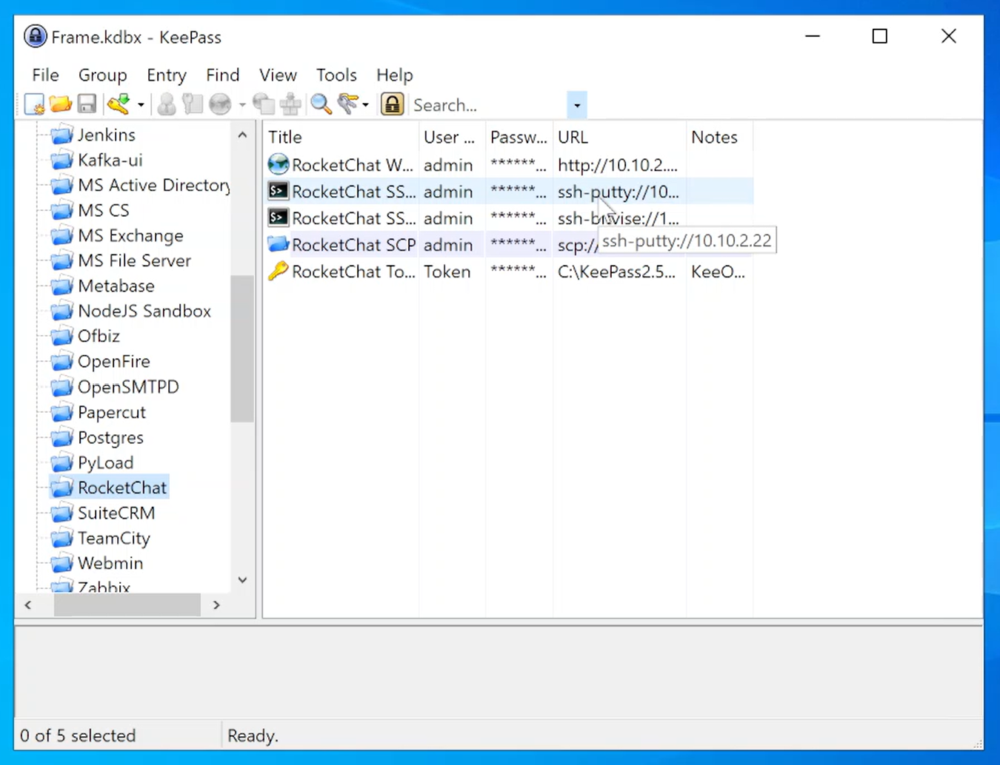 Frame.kdbx - KeePass
File Group Entry Find View Tools Help
Search...
Jenkins
Kafka-ui
MS Active Directory
MS CS
MS Exchange
MS File Server
Metabase
NodeJS Sandbox
Ofbiz
OpenFire
OpenSMTPD
Papercut
Postgres
PyLoad
RocketChat
SuiteCRM
TeamCity
Webmin
Zabbix
Title User ... Passw... URL Notes
RocketChat W... admin ******... http://10.10.2....
RocketChat SS... admin ******... ssh-putty://10...
RocketChat SS... admin ******... ssh-bitvise://1...
RocketChat SCP admin ******... scp://
ssh-putty://10.10.2.22
RocketChat To... Token ******... C:\KeePass2.5... KeeO...
0 of 5 selected
Ready.